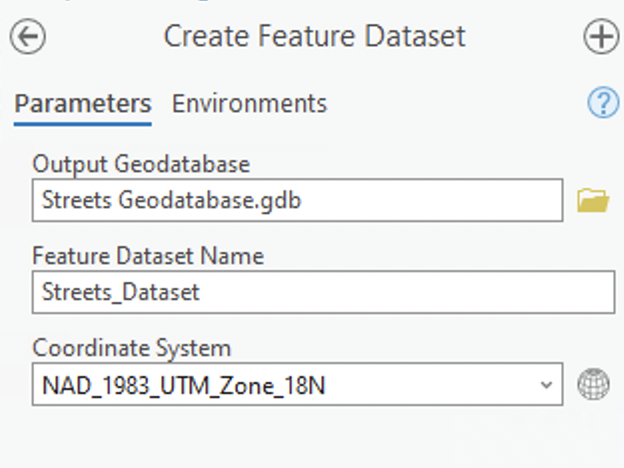 Create Feature Dataset
Parameters Environments
Output Geodatabase
Streets Geodatabase.gdb
Feature Dataset Name
Streets_Dataset
Coordinate System
NAD_1983_UTM_Zone_18N